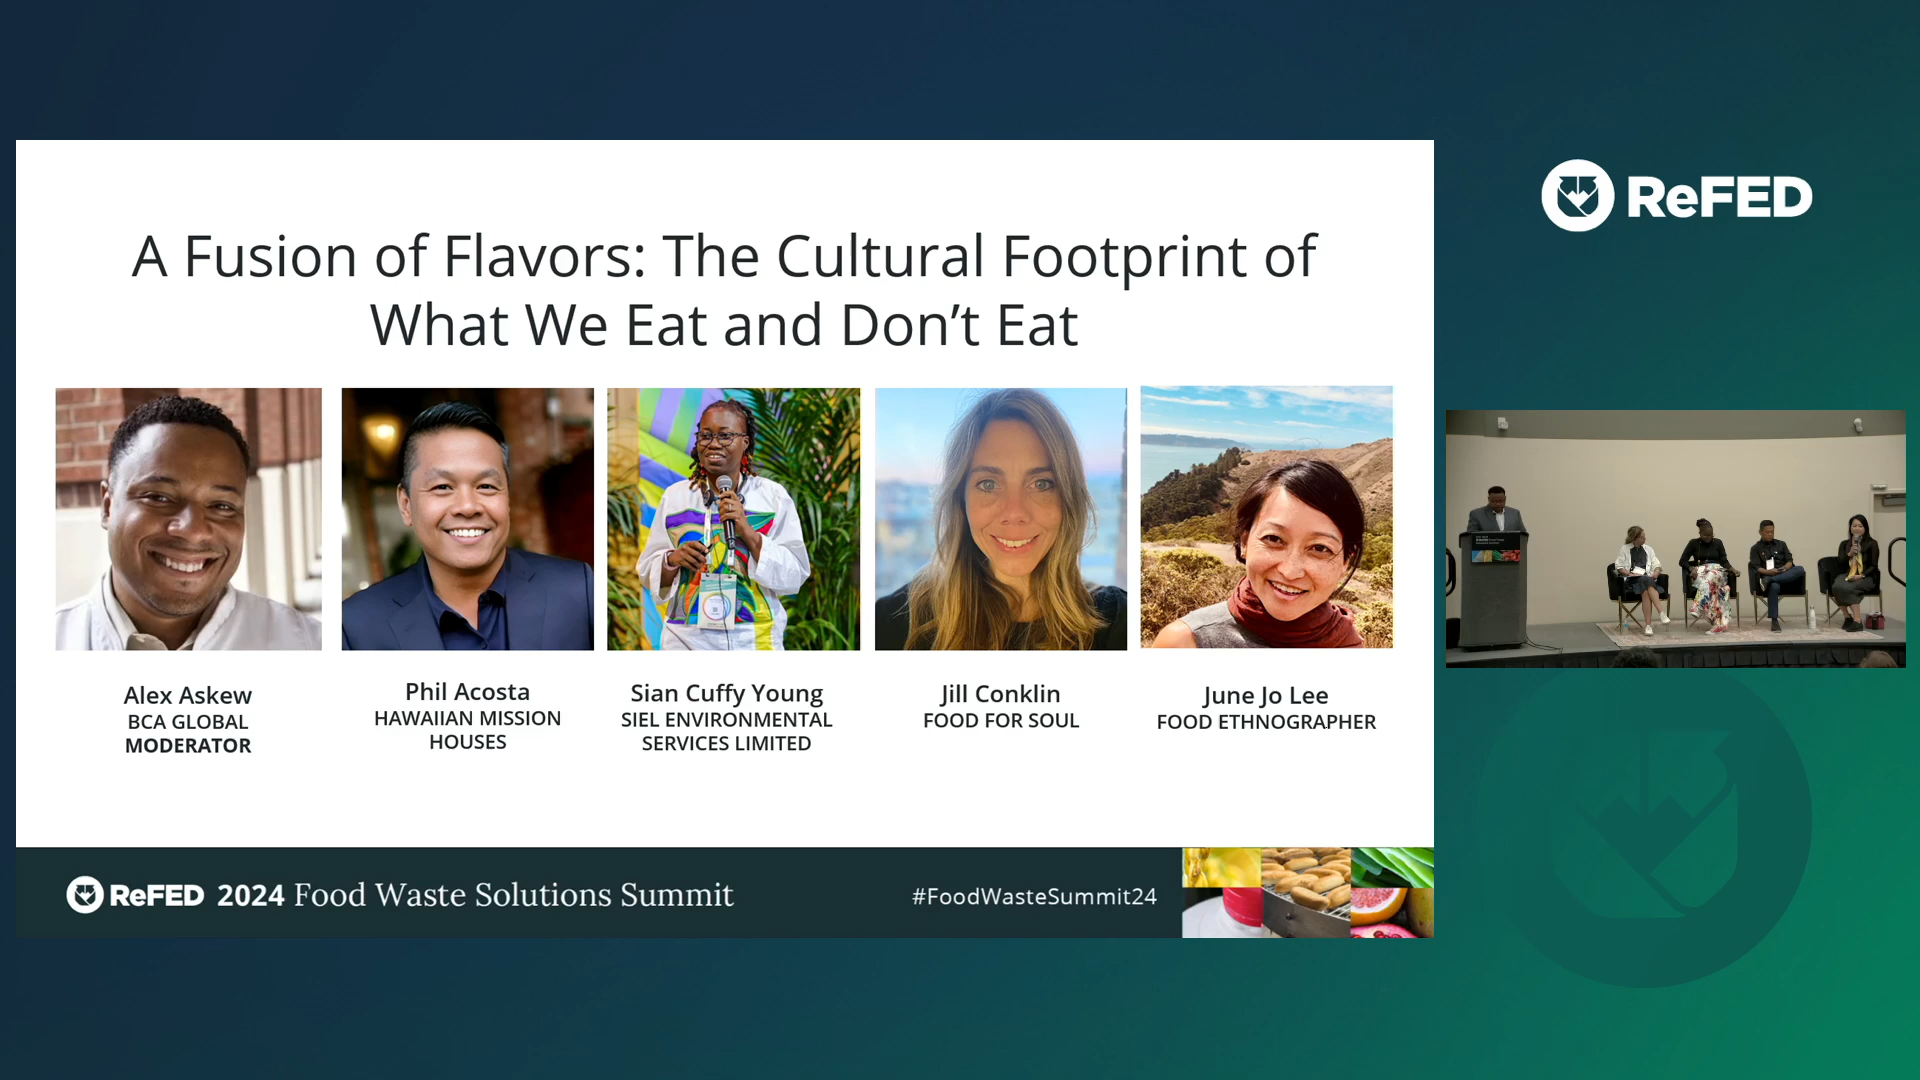 A Fusion of Flavors: The Cultural Footprint of
What We Eat and Don’t Eat
Alex Askew
BCA GLOBAL
MODERATOR
Phil Acosta
HAWAIIAN MISSION
HOUSES
Sian Cuffy Young
SIEL ENVIRONMENTAL
SERVICES LIMITED
Jill Conklin
FOOD FOR SOUL
June Jo Lee
FOOD ETHNOGRAPHER
ReFED 2024 Food Waste Solutions Summit
#FoodWasteSummit24
ReFED